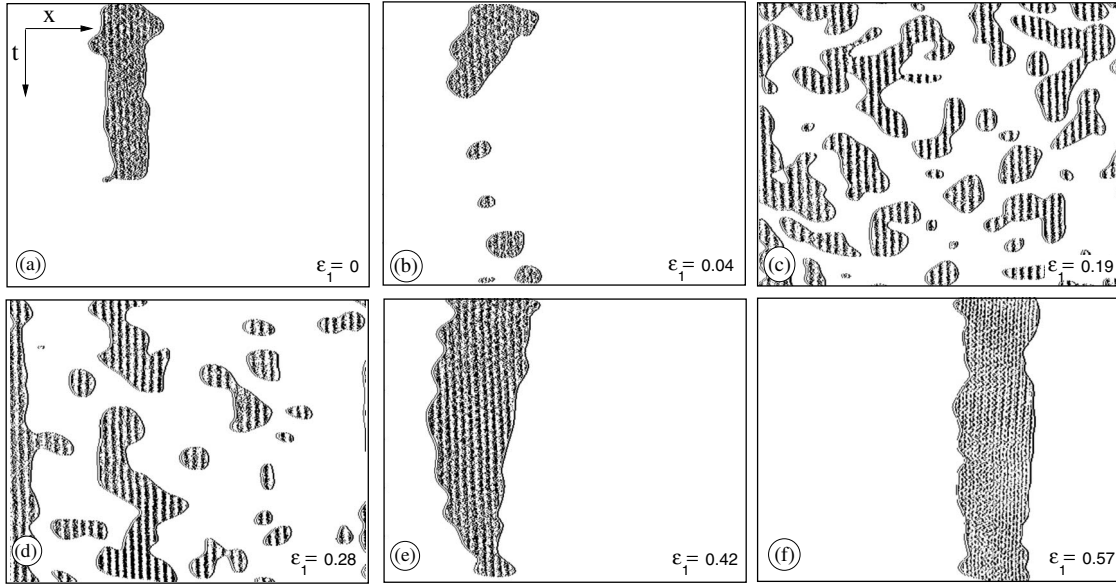 x
t
(a)
ε₁= 0
(b)
ε₁= 0.04
(c)
ε₁= 0.19
(d)
ε₁= 0.28
(e)
ε₁= 0.42
(f)
ε₁= 0.57